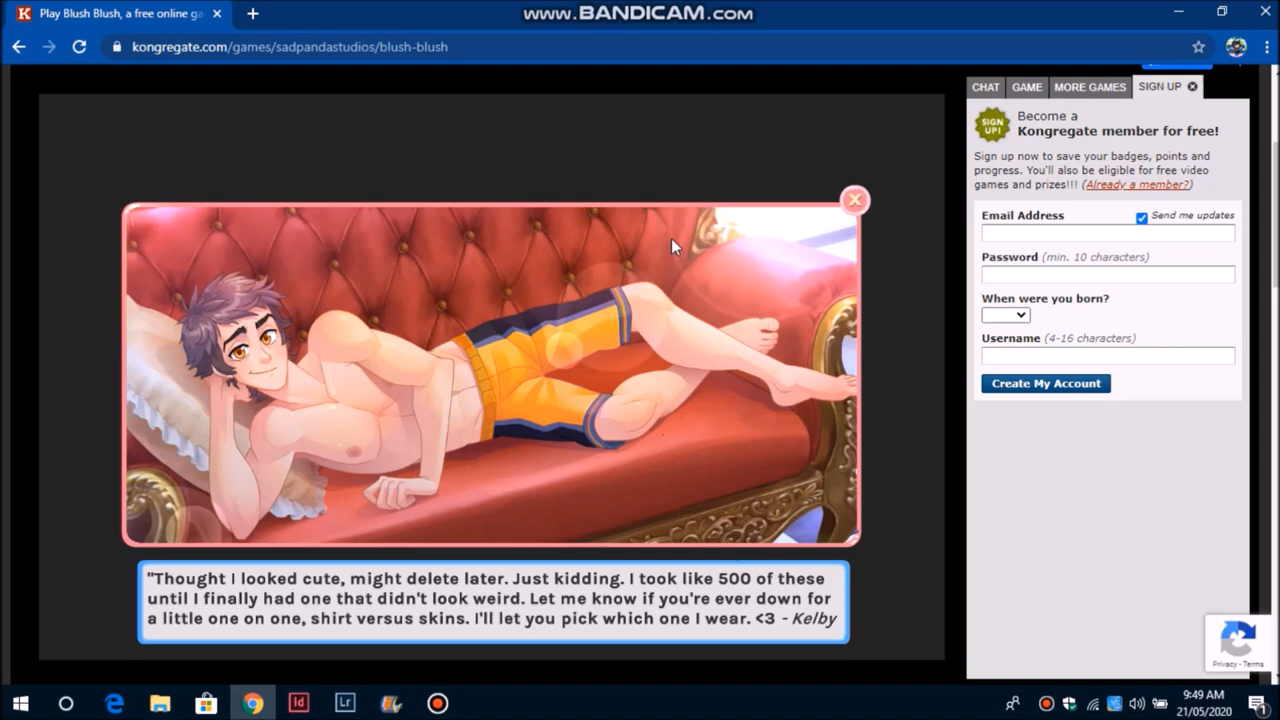 Play Blush Blush, a free online ga
www.BANDICAM.com
kongregate.com/games/sadpandastudios/blush-blush
CHAT GAME MORE GAMES SIGN UP
SIGN UP!
Become a
Kongregate member for free!
Sign up now to save your badges, points and
progress. You'll also be eligible for free video
games and prizes!!! (Already a member?)
Email Address Send me updates
Password (min. 10 characters)
When were you born?
Username (4-16 characters)
Create My Account
"Thought I looked cute, might delete later. Just kidding. I took like 500 of these
until I finally had one that didn't look weird. Let me know if you're ever down for
a little one on one, shirt versus skins. I'll let you pick which one I wear. <3 - Kelby
Privacy - Terms
Id Lr
9:49 AM
21/05/2020
1